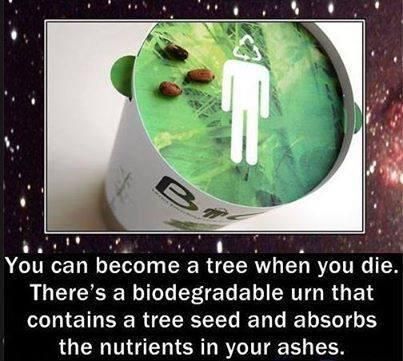 B
You can become a tree when you die.
There's a biodegradable urn that
contains a tree seed and absorbs
the nutrients in your ashes.